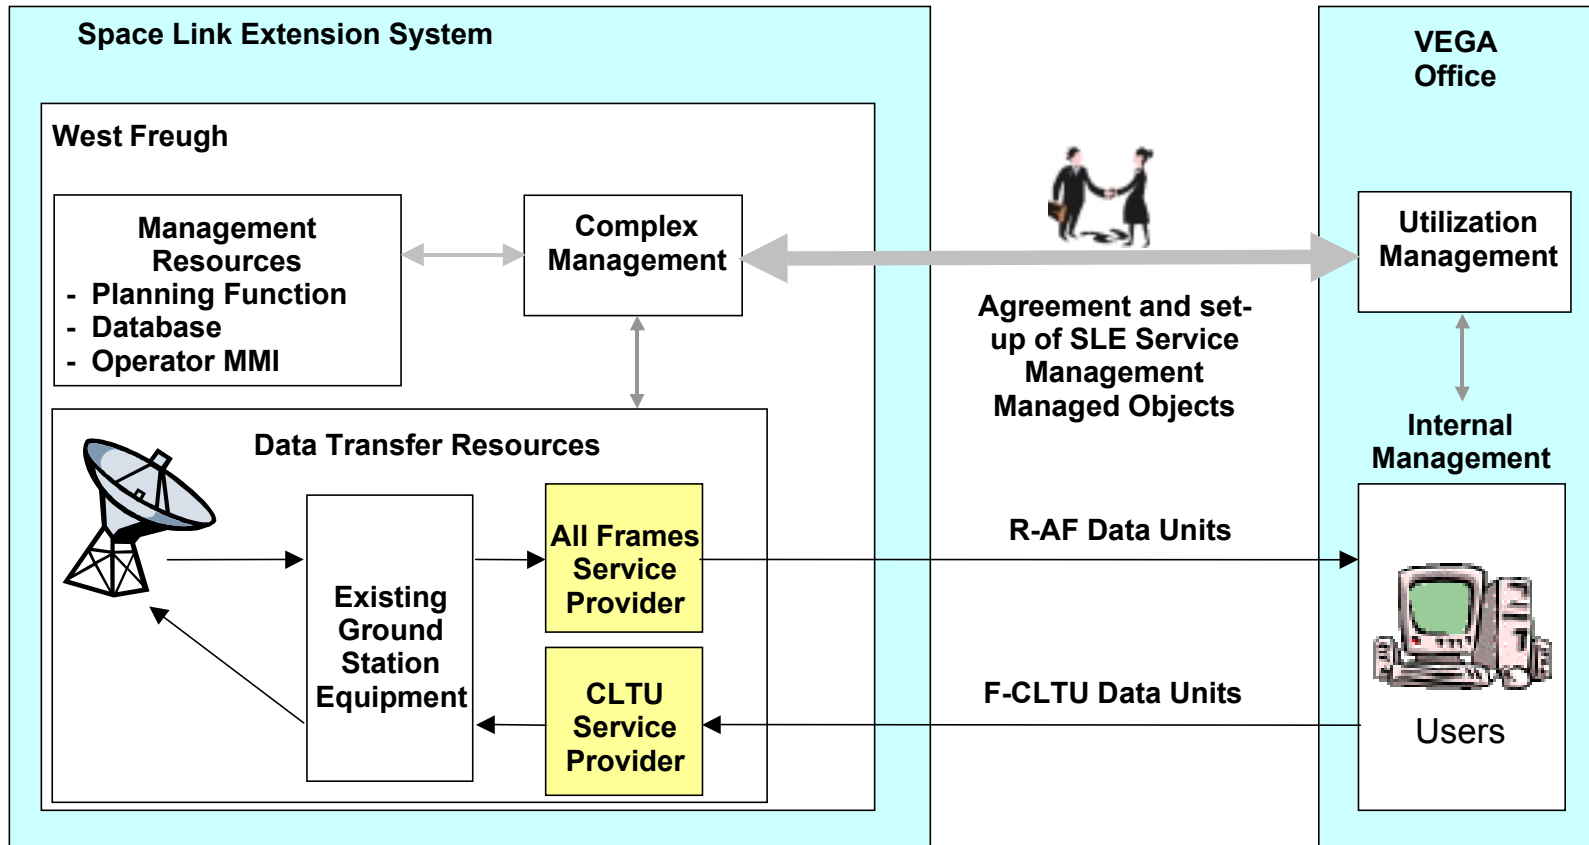 Space Link Extension System
VEGA
Office
West Freugh
Management
Resources
- Planning Function
- Database
- Operator MMI
Complex
Management
Utilization
Management
Agreement and set-
up of SLE Service
Management
Managed Objects
Internal
Management
Data Transfer Resources
Existing
Ground
Station
Equipment
All Frames
Service
Provider
R-AF Data Units
CLTU
Service
Provider
F-CLTU Data Units
Users